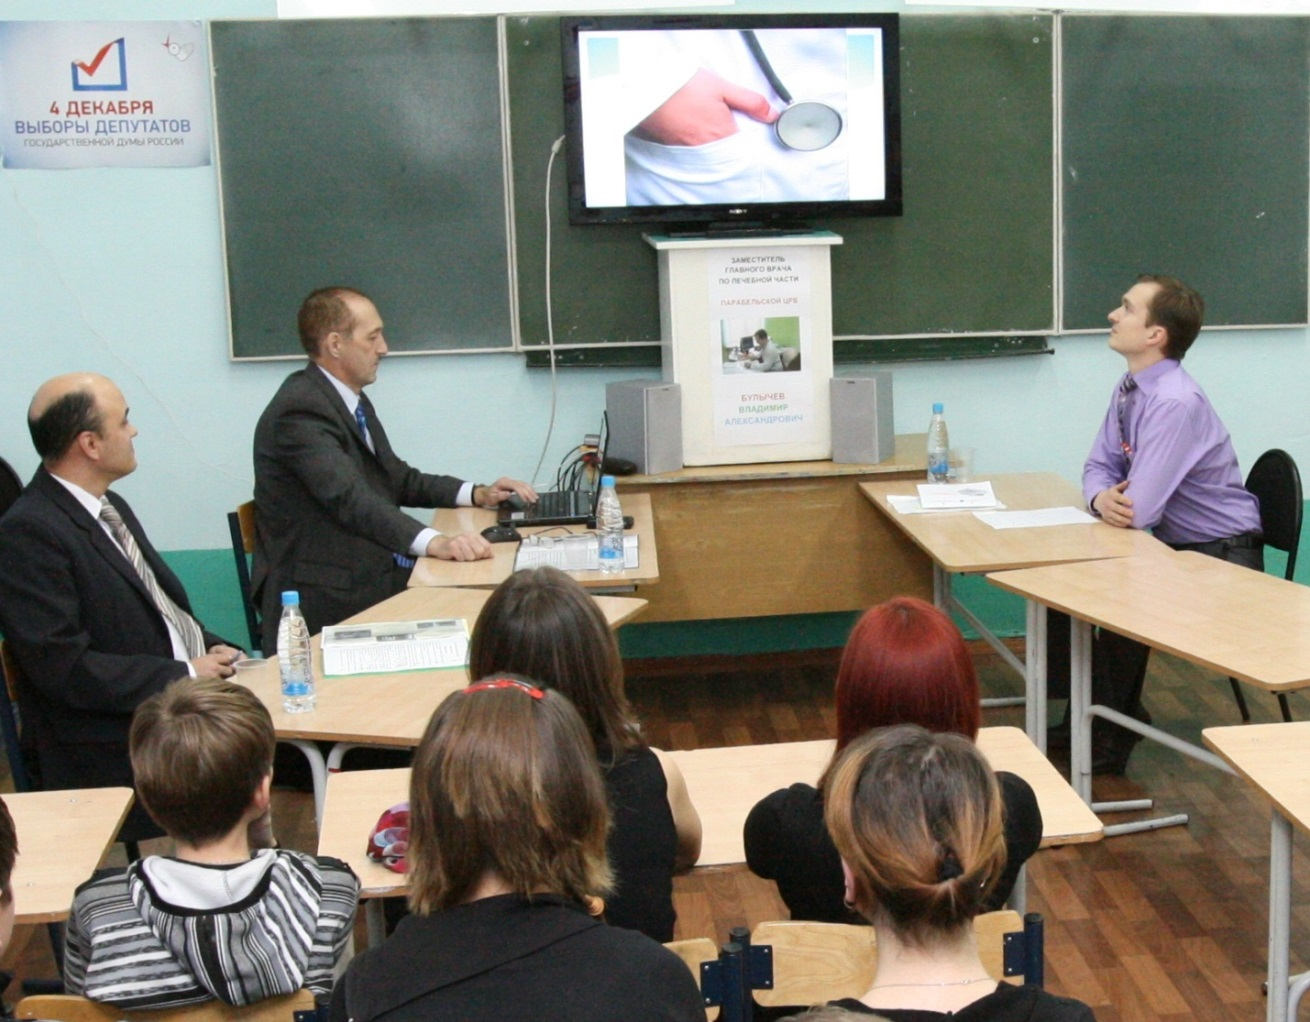 4 ДЕКАБРЯ
ВЫБОРЫ ДЕПУТАТОВ
ГОСУДАРСТВЕННОЙ ДУМЫ РОССИИ
ЗАМЕСТИТЕЛЬ
ГЛАВНОГО ВРАЧА
ПО ЛЕЧЕБНОЙ ЧАСТИ
ПАРАБЕЛЬСКОЙ ЦРБ
БУЛЫЧЕВ
ВЛАДИМИР
АЛЕКСАНДРОВИЧ